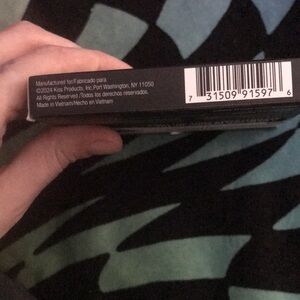 Manufactured for/Fabricado para
©2024 Kiss Products, Inc. Port Washington, NY 11050
All Rights Reserved /Todos los derechos reservados.
Made in Vietnam/Hecho en Vietnam
7 31509 91597 6